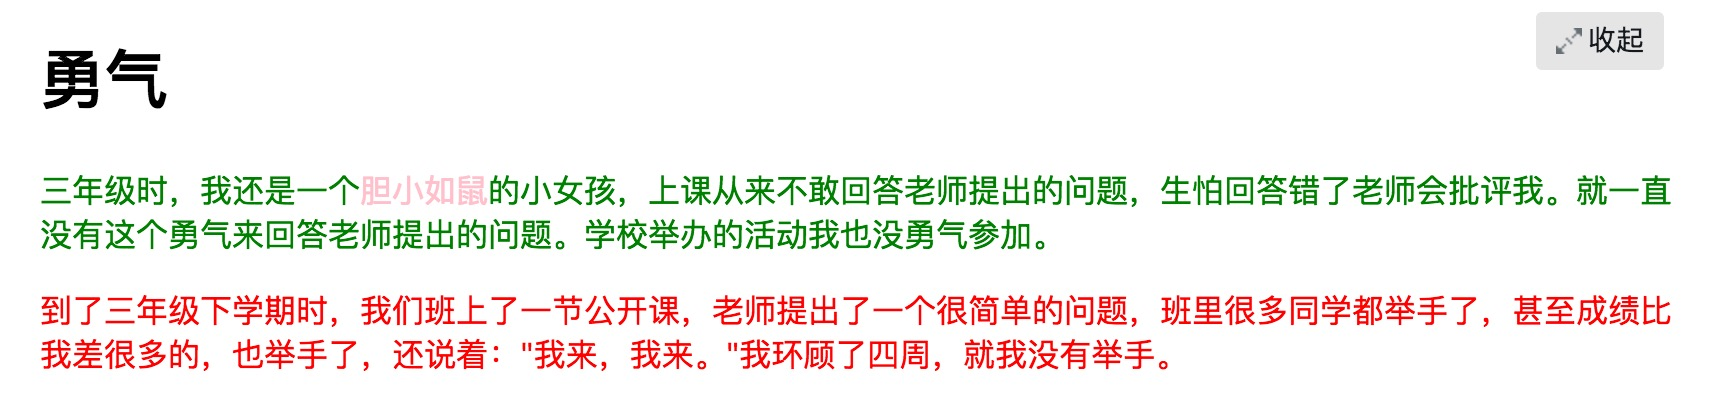 收起
勇气
三年级时，我还是一个胆小如鼠的小女孩，上课从来不敢回答老师提出的问题，生怕回答错了老师会批评我。就一直
没有这个勇气来回答老师提出的问题。学校举办的活动我也没勇气参加。
到了三年级下学期时，我们班上了一节公开课，老师提出了一个很简单的问题，班里很多同学都举手了，甚至成绩比
我差很多的，也举手了，还说着："我来，我来。"我环顾了四周，就我没有举手。